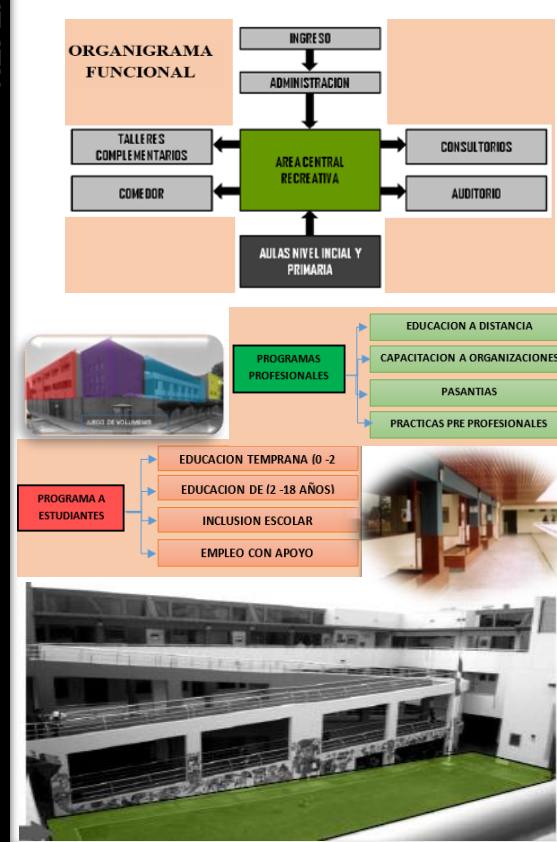 ORGANIGRAMA
FUNCIONAL
INGRESO
ADMINISTRACION
TALLERES
COMPLEMENTARIOS
AREA CENTRAL
RECREATIVA
CONSULTORIOS
COMEDOR
AUDITORIO
AULAS NIVEL INCIAL Y
PRIMARIA
PROGRAMAS
PROFESIONALES
EDUCACION A DISTANCIA
CAPACITACION A ORGANIZACIONES
PASANTIAS
PRACTICAS PRE PROFESIONALES
JUEGO DE VOLUMENES
PROGRAMA A
ESTUDIANTES
EDUCACION TEMPRANA (0 -2
EDUCACION DE (2 -18 AÑOS)
INCLUSION ESCOLAR
EMPLEO CON APOYO